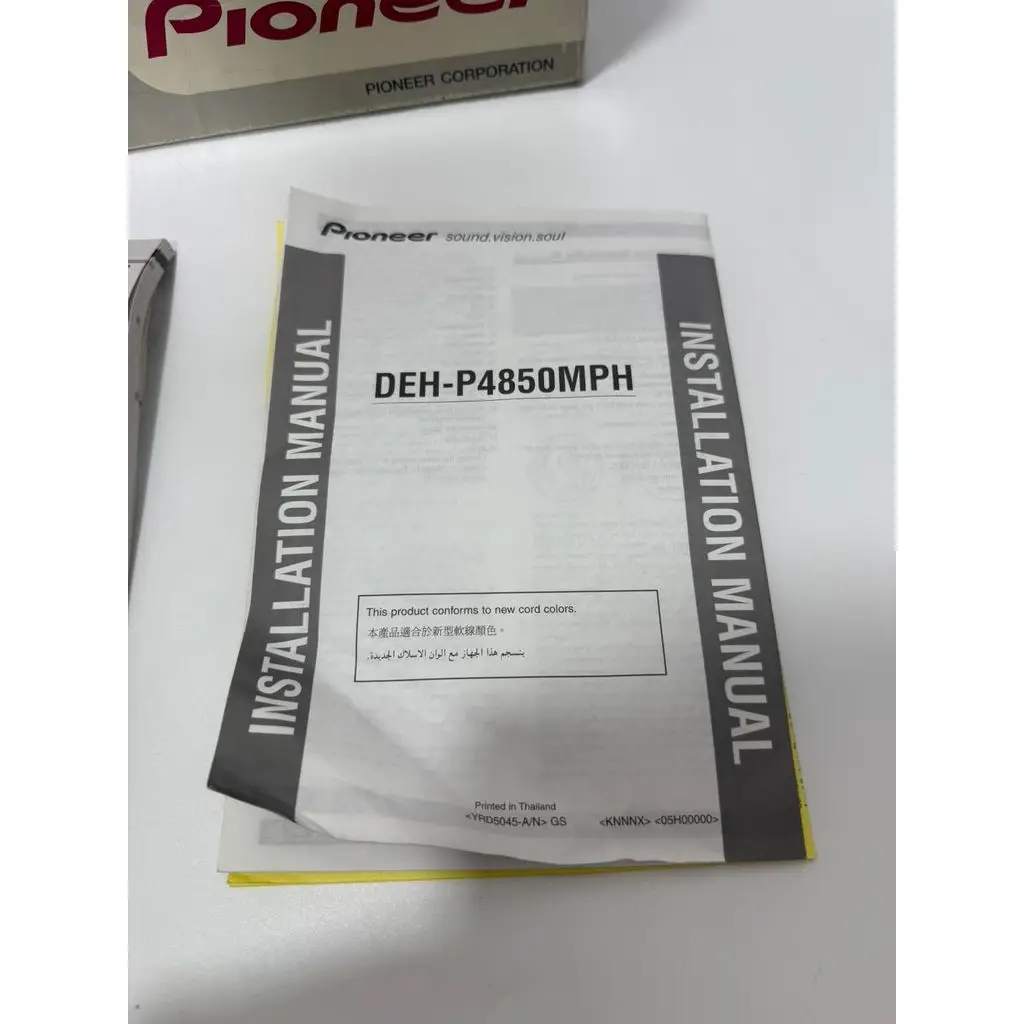 Pioneer
PIONEER CORPORATION
Pioneer sound.vision.soul
INSTALLATION MANUAL
DEH-P4850MPH
INSTALLATION MANUAL
This product conforms to new cord colors.
本產品適合於新型軟線顏色。
ينسجم هذا الجهاز مع الوان الاسلاك الجديدة.
Printed in Thailand
<YRD5045-A/N> GS <KNNNX> <05H00000>